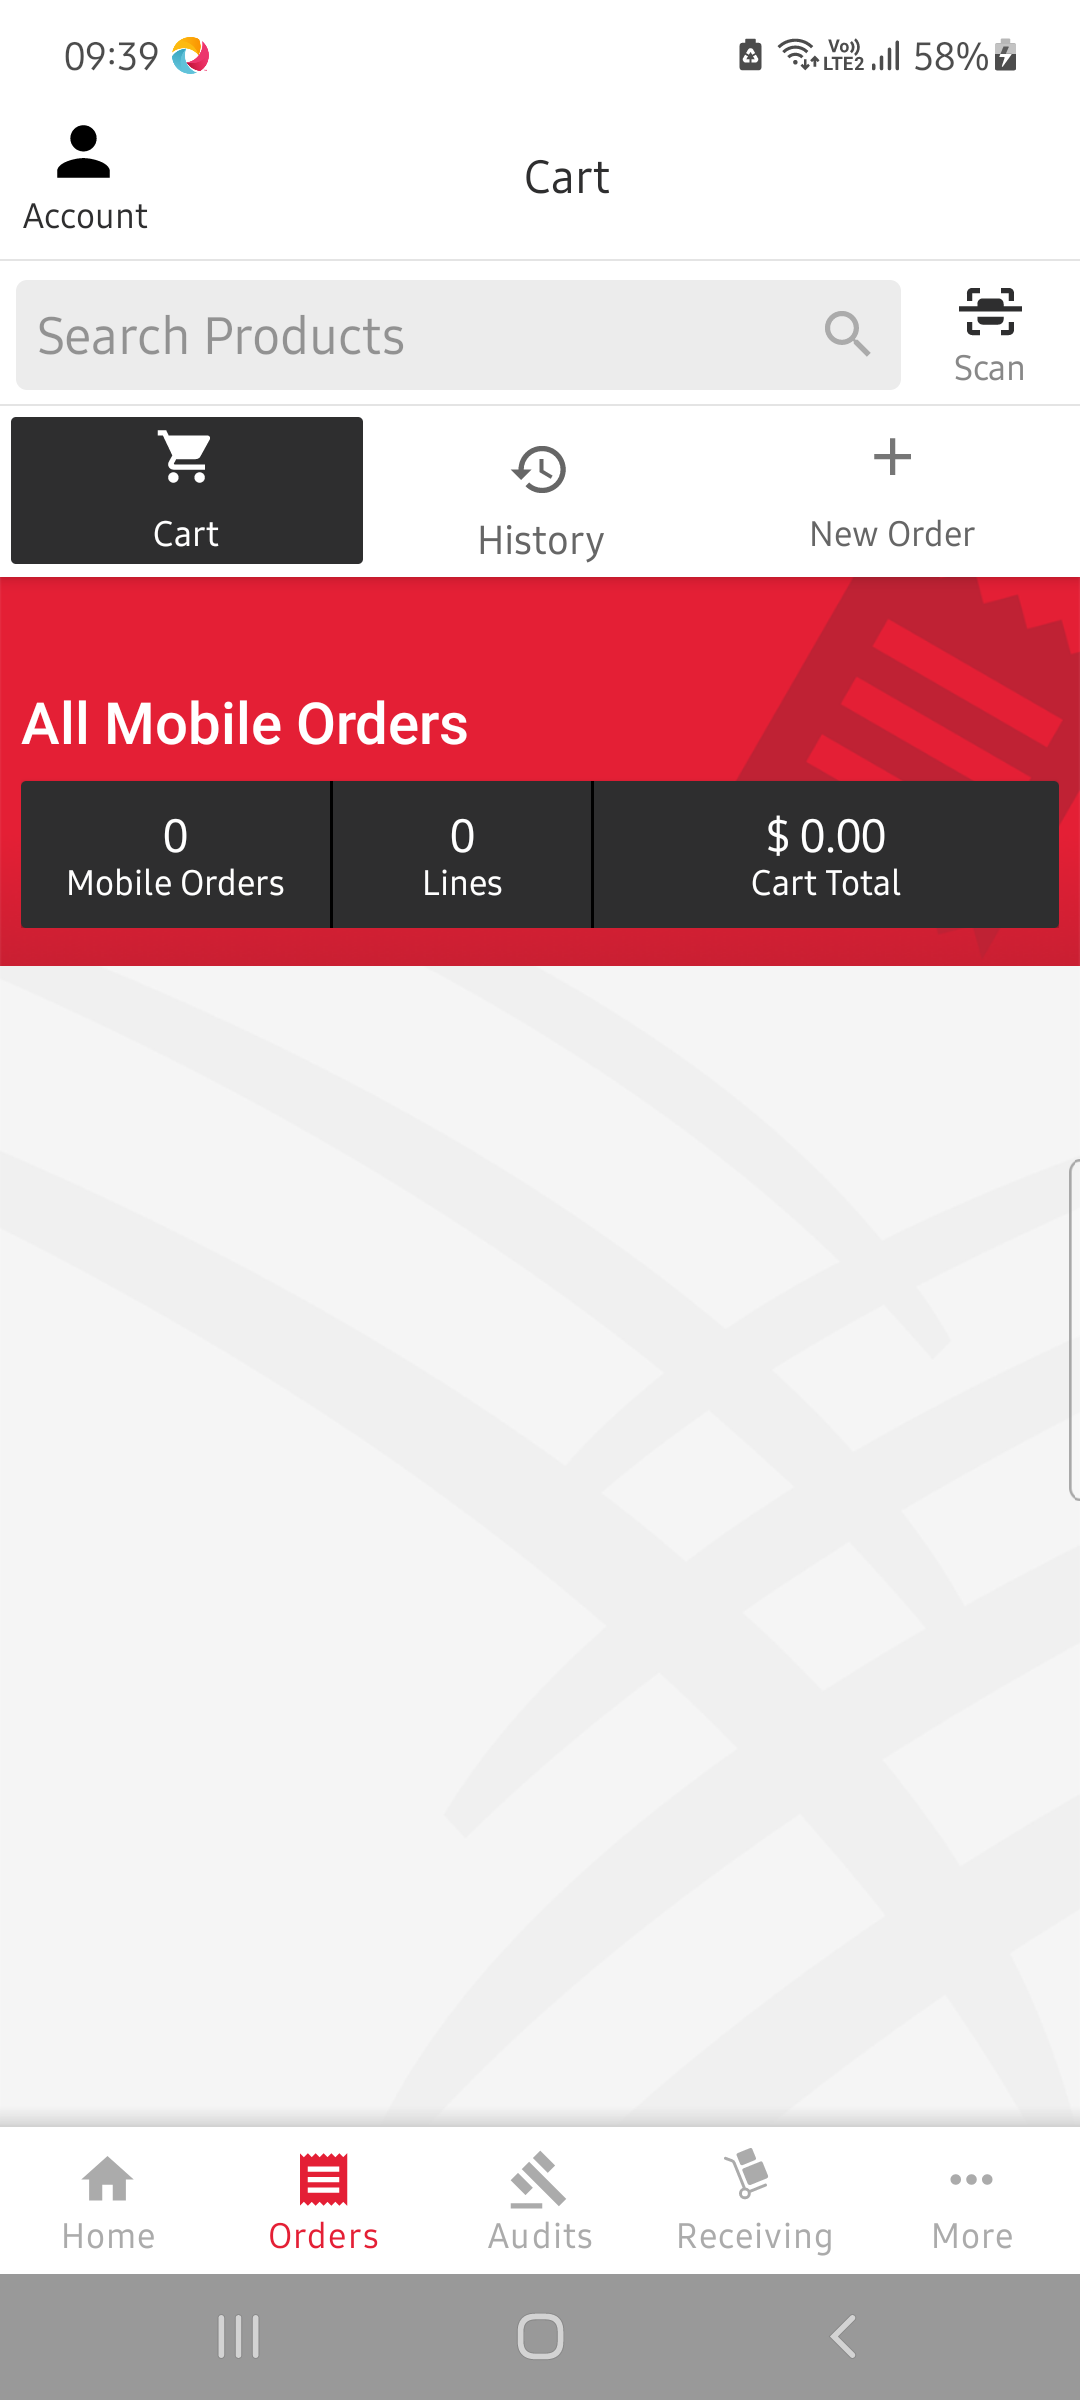 09:39
Vo)) LTE2 58%
Account
Cart
Search Products
Scan
Cart
History
New Order
All Mobile Orders
0 0 $ 0.00
Mobile Orders Lines Cart Total
Home Orders Audits Receiving More